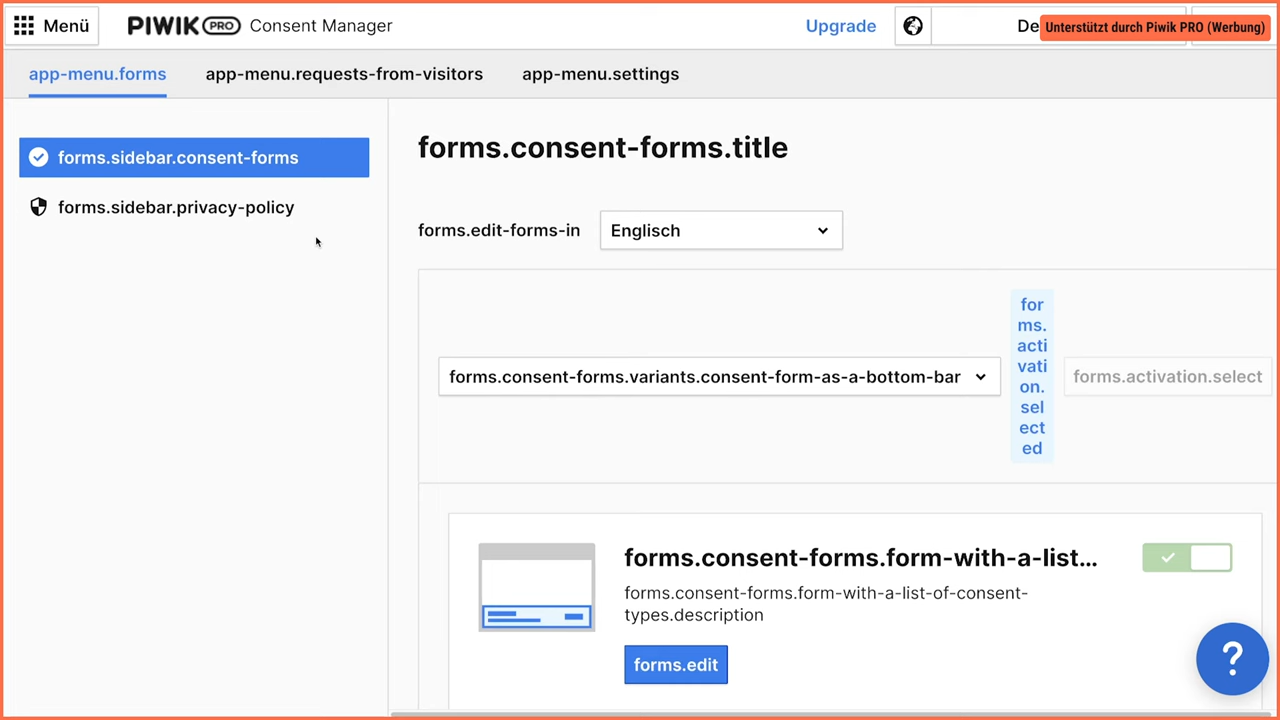 Menü
PIWIK PRO Consent Manager
Upgrade
De
Unterstützt durch Piwik PRO (Werbung)
app-menu.forms
app-menu.requests-from-visitors
app-menu.settings
forms.sidebar.consent-forms
forms.sidebar.privacy-policy
forms.consent-forms.title
forms.edit-forms-in
Englisch
forms.consent-forms.variants.consent-form-as-a-bottom-bar
for
ms.
acti
vati
on.
sel
ect
ed
forms.activation.select
forms.consent-forms.form-with-a-list...
forms.consent-forms.form-with-a-list-of-consent-
types.description
forms.edit
?